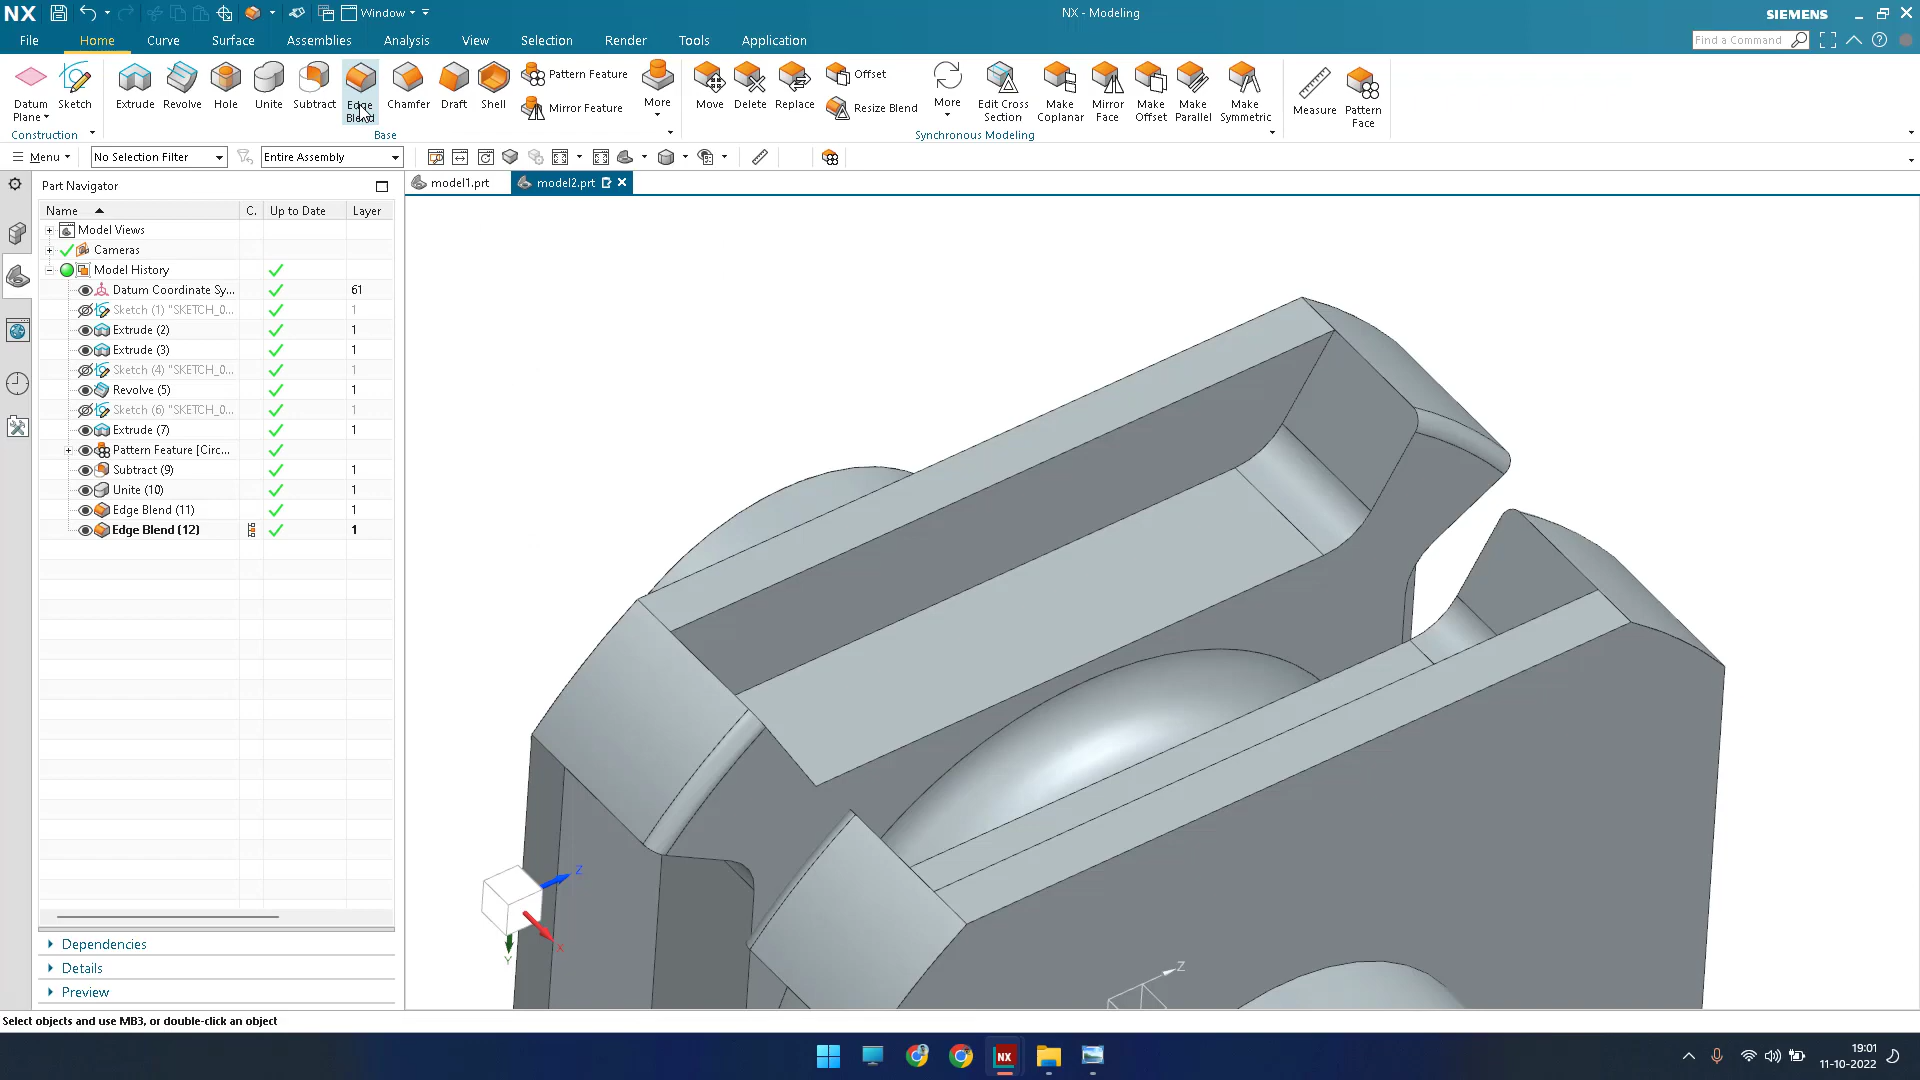 NX
Window
NX - Modeling
SIEMENS
File Home Curve Surface Assemblies Analysis View Selection Render Tools Application
Find a Command
Datum Plane
Sketch
Extrude
Revolve
Hole
Unite
Subtract
Edge Blend
Chamfer
Draft
Shell
Pattern Feature
Mirror Feature
More
Move
Delete
Replace
Offset
Resize Blend
More
Edit Cross Section
Make Coplanar
Mirror Face
Make Offset
Make Parallel
Make Symmetric
Measure
Pattern Face
Construction
Base
Synchronous Modeling
Menu
No Selection Filter
Entire Assembly
Part Navigator
model1.prt
model2.prt
Name C. Up to Date Layer
Model Views
Cameras
Model History
Datum Coordinate Sy... 61
Sketch (1) "SKETCH_0... 1
Extrude (2) 1
Extrude (3) 1
Sketch (4) "SKETCH_0... 1
Revolve (5) 1
Sketch (6) "SKETCH_0... 1
Extrude (7) 1
Pattern Feature [Circ...
Subtract (9) 1
Unite (10) 1
Edge Blend (11) 1
Edge Blend (12) 1
Z
X
Y
Z
Dependencies
Details
Preview
Select objects and use MB3, or double-click an object
NX
19:01
11-10-2022